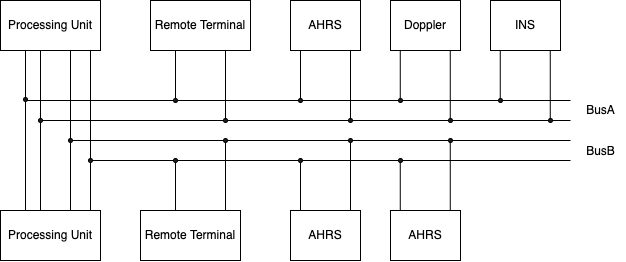 Processing Unit
Remote Terminal
AHRS
Doppler
INS
BusA
BusB
Processing Unit
Remote Terminal
AHRS
AHRS